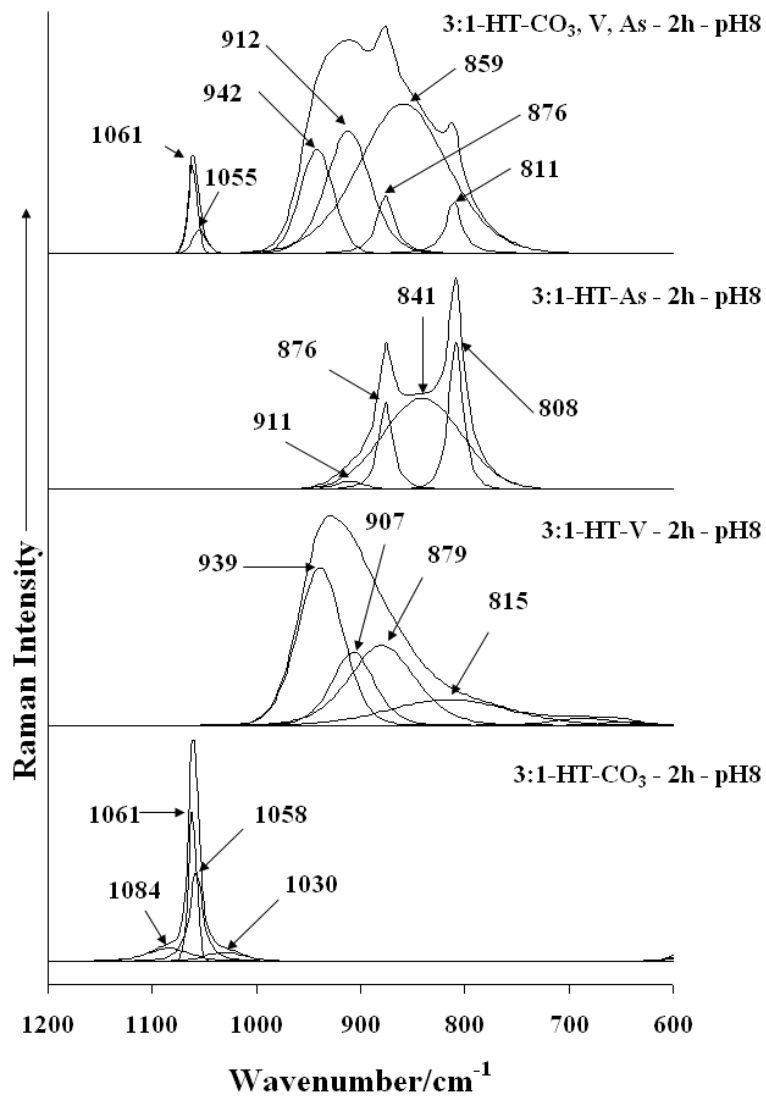 3:1-HT-CO3, V, As - 2h - pH8
912
859
942
876
1061
811
1055
3:1-HT-As - 2h - pH8
841
876
808
911
3:1-HT-V - 2h - pH8
907
939
879
815
3:1-HT-CO3 - 2h - pH8
1061
1058
1084
1030
Raman Intensity
1200 1100 1000 900 800 700 600
Wavenumber/cm-1